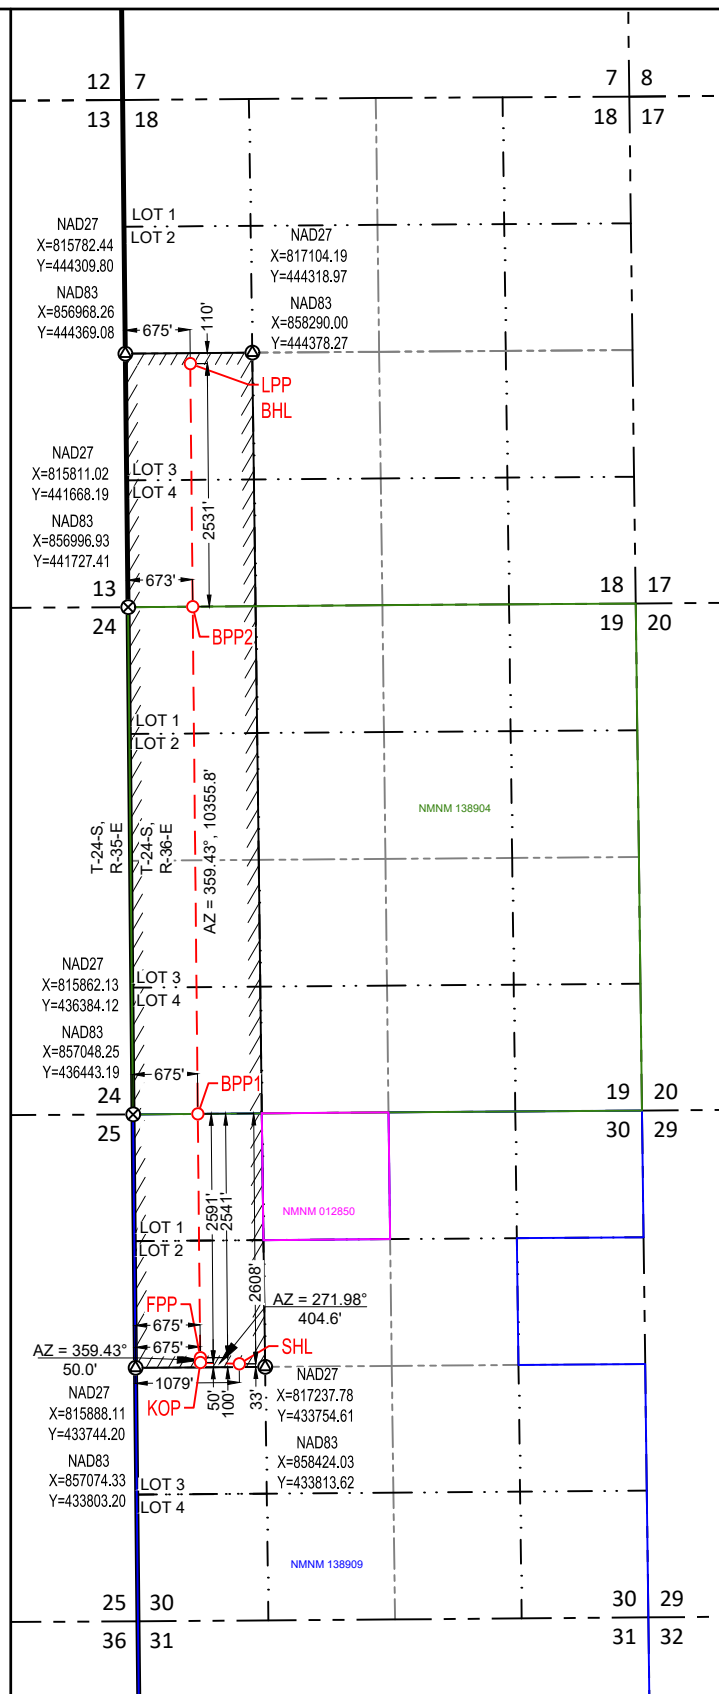 12 7
7 8
13 18
18 17
LOT 1
LOT 2
NAD27
X=815782.44
Y=444309.80
NAD83
X=856968.26
Y=444369.08
NAD27
X=817104.19
Y=444318.97
NAD83
X=858290.00
Y=444378.27
675'
110'
LPP
BHL
2531'
NAD27
X=815811.02
Y=441668.19
NAD83
X=856996.93
Y=441727.41
LOT 3
LOT 4
673'
13
24
18 17
19 20
BPP2
LOT 1
LOT 2
NMNM 138904
T-24-S,
R-35-E
T-24-S,
R-36-E
AZ = 359.43°, 10355.8'
NAD27
X=815862.13
Y=436384.12
NAD83
X=857048.25
Y=436443.19
LOT 3
LOT 4
675'
BPP1
24
25
19 20
30 29
2591'
2541'
2608'
NMNM 012850
LOT 1
LOT 2
FPP
675'
675'
AZ = 271.98°
404.6'
AZ = 359.43°
50.0'
SHL
1079'
KOP
50'
100'
33'
NAD27
X=815888.11
Y=433744.20
NAD83
X=857074.33
Y=433803.20
NAD27
X=817237.78
Y=433754.61
NAD83
X=858424.03
Y=433813.62
LOT 3
LOT 4
NMNM 138909
25 30
30 29
36 31
31 32